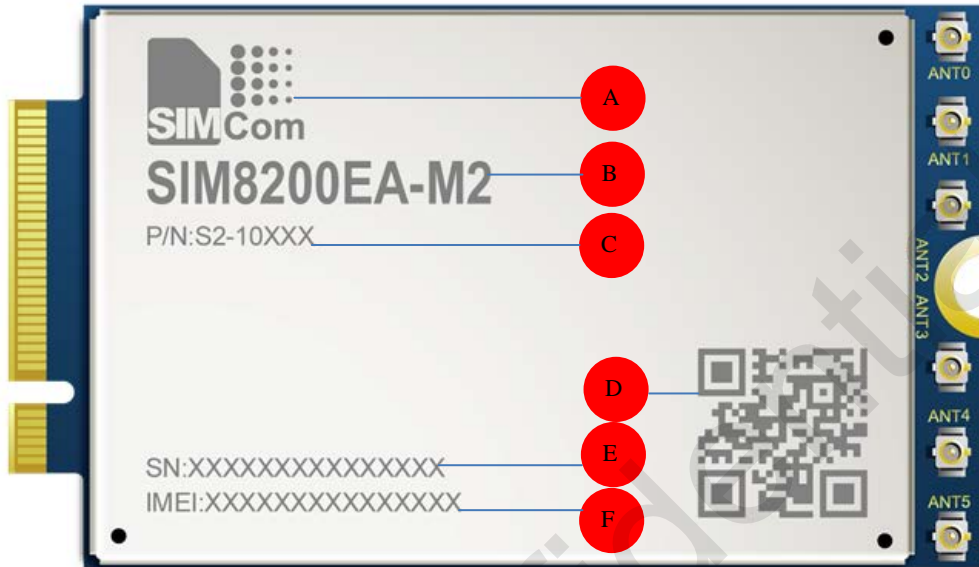 SIMCom
A
SIM8200EA-M2
B
P/N:S2-10XXX
C
D
SN:XXXXXXXXXXXXXXX
E
IMEI:XXXXXXXXXXXXXXX
F
ANT0
ANT1
ANT2 ANT3
ANT4
ANT5